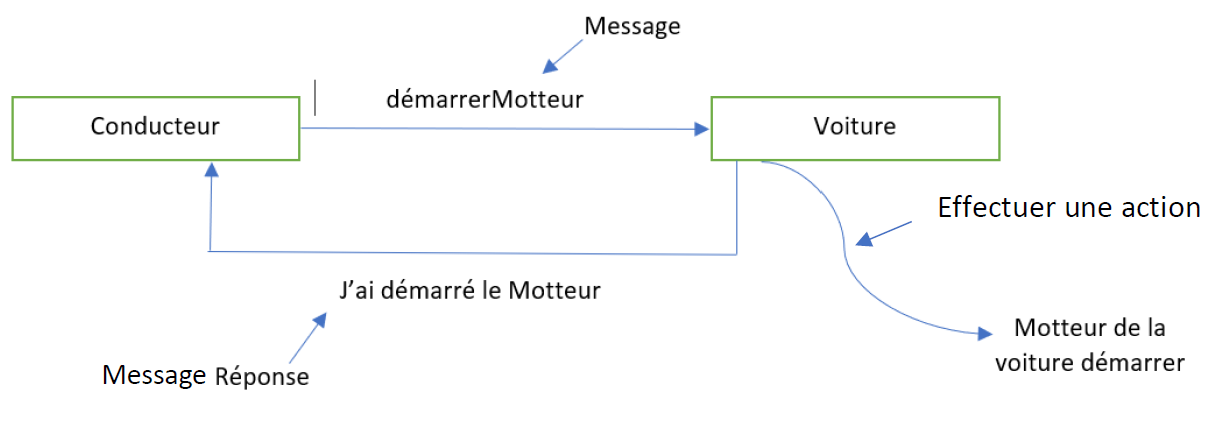 Message
démarrerMotteur
Conducteur
Voiture
Effectuer une action
J’ai démarré le Motteur
Motteur de la
voiture démarrer
Message Réponse